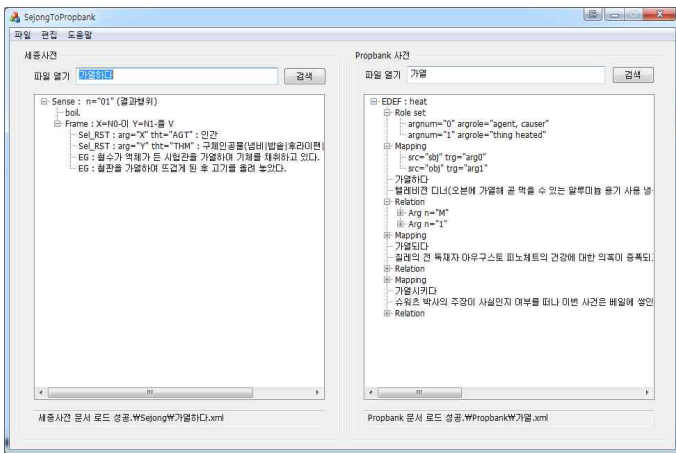 SejongToPropbank
파일 편집 도움말
세종사전
파일 열기 가열하다 검색
Sense : n="01" (결과행위)
boil.
Frame : X=N0-이 Y=N1-를 V
Sel_RST : arg="X" tht="AGT" : 인간
Sel_RST : arg="Y" tht="THM" : 구체인공물(냄비|밥솥|후라이팬|
EG : 철수가 액체가 든 시험관을 가열하며 기체를 채취하고 있다.
EG : 철판을 가열하여 뜨겁게 된 후 고기를 올려 놓았다.
세종사전 문서 로드 성공.₩Sejong₩가열하다.xml
Propbank 사전
파일 열기 가열 검색
EDEF : heat
Role set
argnum="0" argrole="agent, causer"
argnum="1" argrole="thing heated"
Mapping
src="sbj" trg="arg0"
src="obj" trg="arg1"
가열하다
텔레비전 디너(오븐에 가열해 곧 먹을 수 있는 알루미늄 용기 사용 냉
Relation
Arg n="M"
Arg n="1"
Mapping
가열되다
칠레의 전 독재자 아우구스토 피노체트의 건강에 대한 의혹이 증폭되
Relation
Mapping
가열시키다
슈워츠 박사의 주장이 사실인지 여부를 떠나 이번 사건은 베일에 쌓인
Relation
Propbank 문서 로드 성공.₩Propbank₩가열.xml